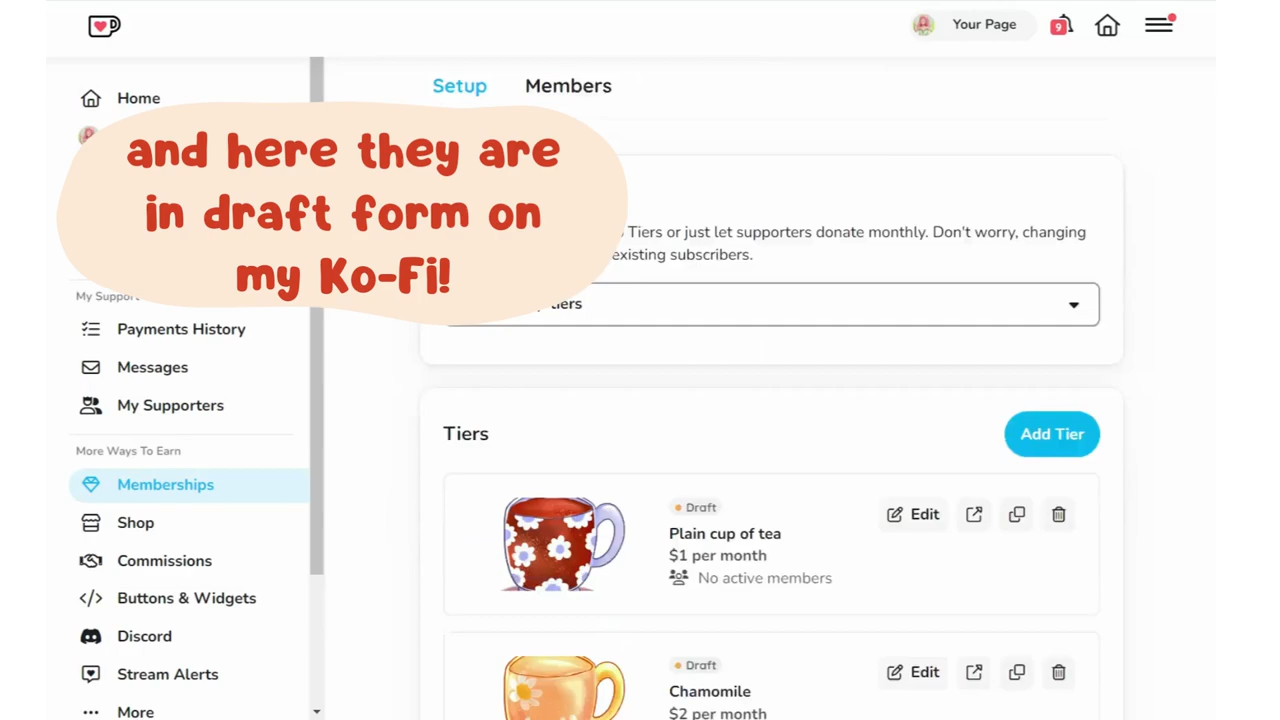 Your Page
9
Setup
Members
Home
and here they are
in draft form on
my Ko-Fi!
Tiers or just let supporters donate monthly. Don't worry, changing
existing subscribers.
tiers
My Suppor
Payments History
Messages
My Supporters
More Ways To Earn
Memberships
Shop
Commissions
Buttons & Widgets
Discord
Stream Alerts
More
Tiers
Add Tier
Draft
Plain cup of tea
$1 per month
No active members
Edit
Draft
Chamomile
$2 per month
Edit